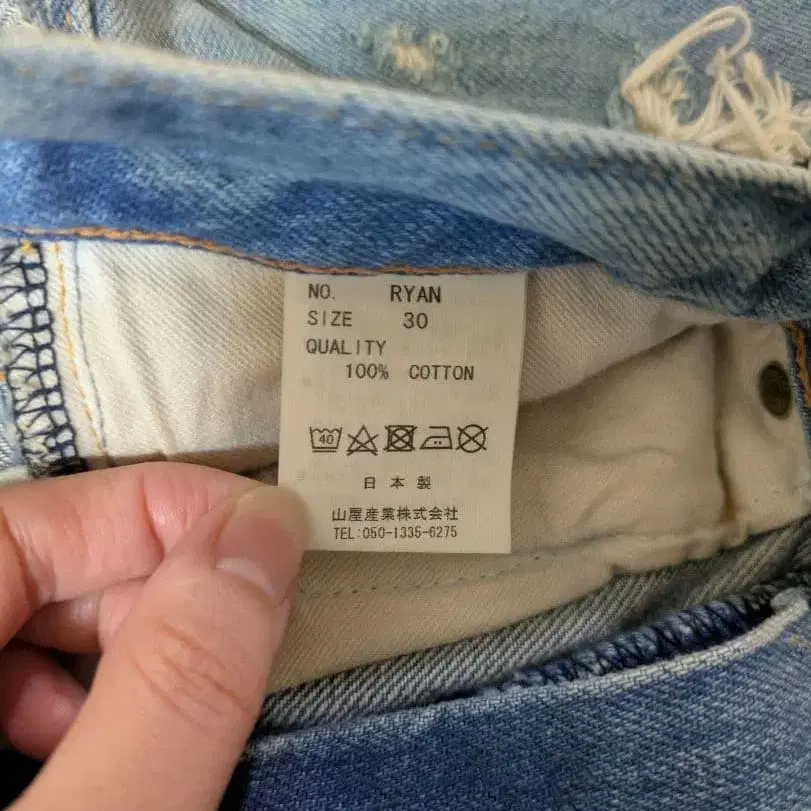 NO. RYAN
SIZE 30
QUALITY
100% COTTON
40
日本製
山屋産業株式会社
TEL:050-1335-6275